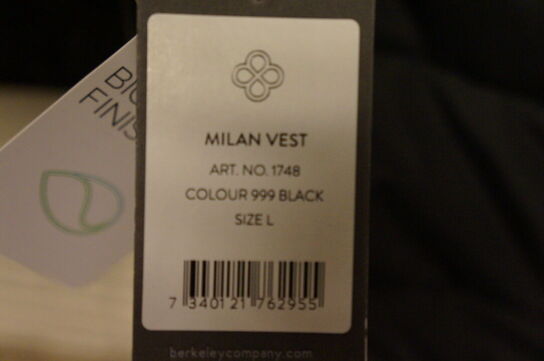 MILAN VEST
ART. NO. 1748
COLOUR 999 BLACK
SIZE L
7 340121 762955
berkeleycompany.com